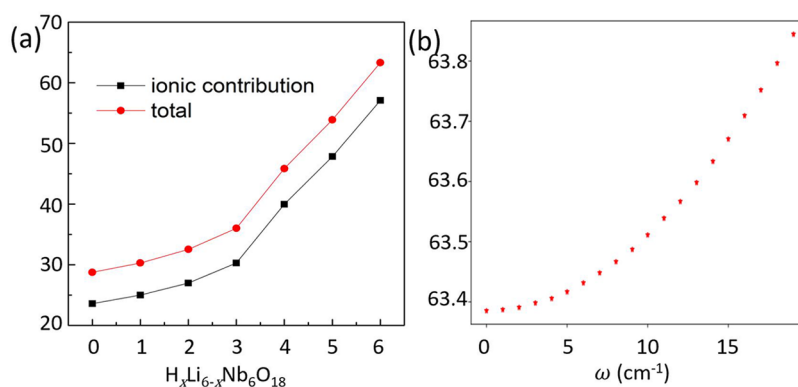 (a)
70
60
50
40
30
20
ionic contribution
total
0 1 2 3 4 5 6
HₓLi₆₋ₓNb₆O₁₈
(b)
63.8
63.7
63.6
63.5
63.4
0 5 10 15
ω (cm⁻¹)